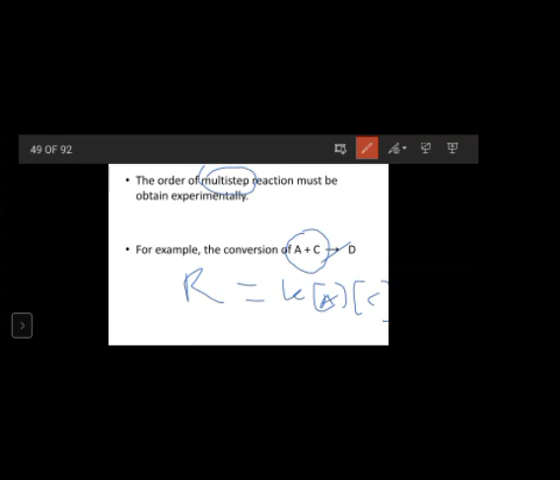 49 OF 92
• The order of multistep reaction must be
obtain experimentally.
• For example, the conversion of A + C → D
R = k[A][C]